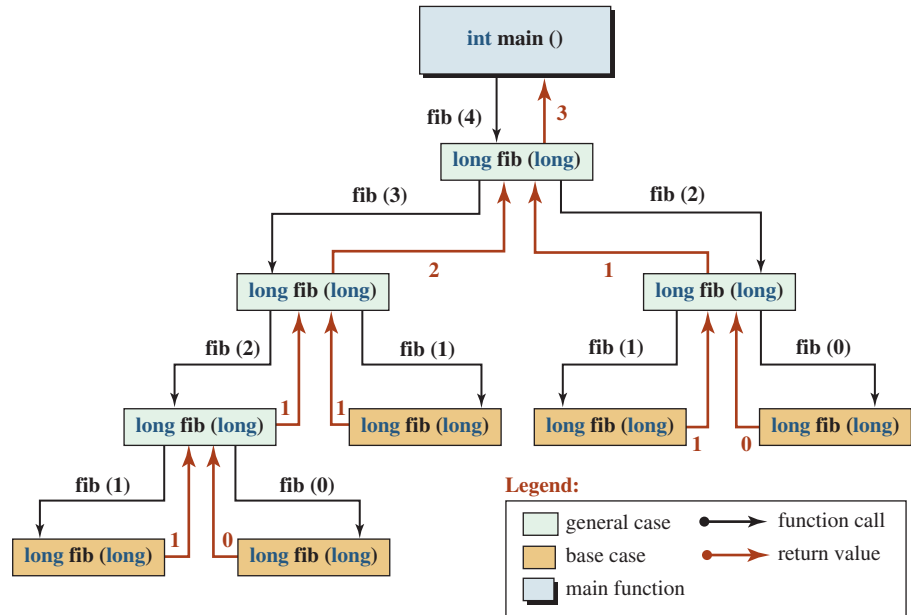 int main ()
fib (4)
3
long fib (long)
fib (3)
fib (2)
2
1
long fib (long)
long fib (long)
fib (2)
fib (1)
fib (1)
fib (0)
1
1
long fib (long)
long fib (long)
long fib (long)
long fib (long)
1
0
fib (1)
fib (0)
1
0
long fib (long)
long fib (long)
Legend:
general case
function call
base case
return value
main function